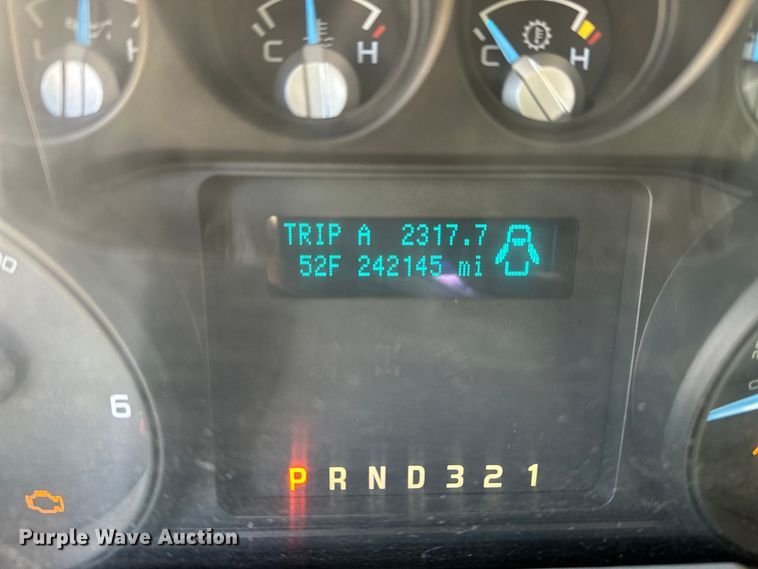 L H
C H
C H
TRIP A 2317.7
52F 242145 mi
6
P R N D 3 2 1
Purple Wave Auction